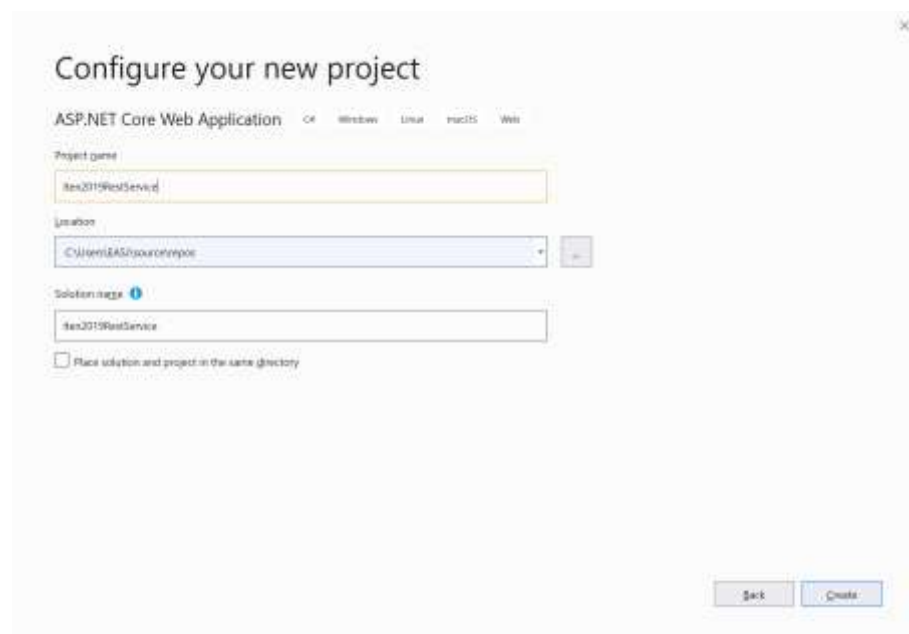 Configure your new project
ASP.NET Core Web Application C# Windows Linux macOS Web
Project name
Location
Solution name
Place solution and project in the same directory
Back Create